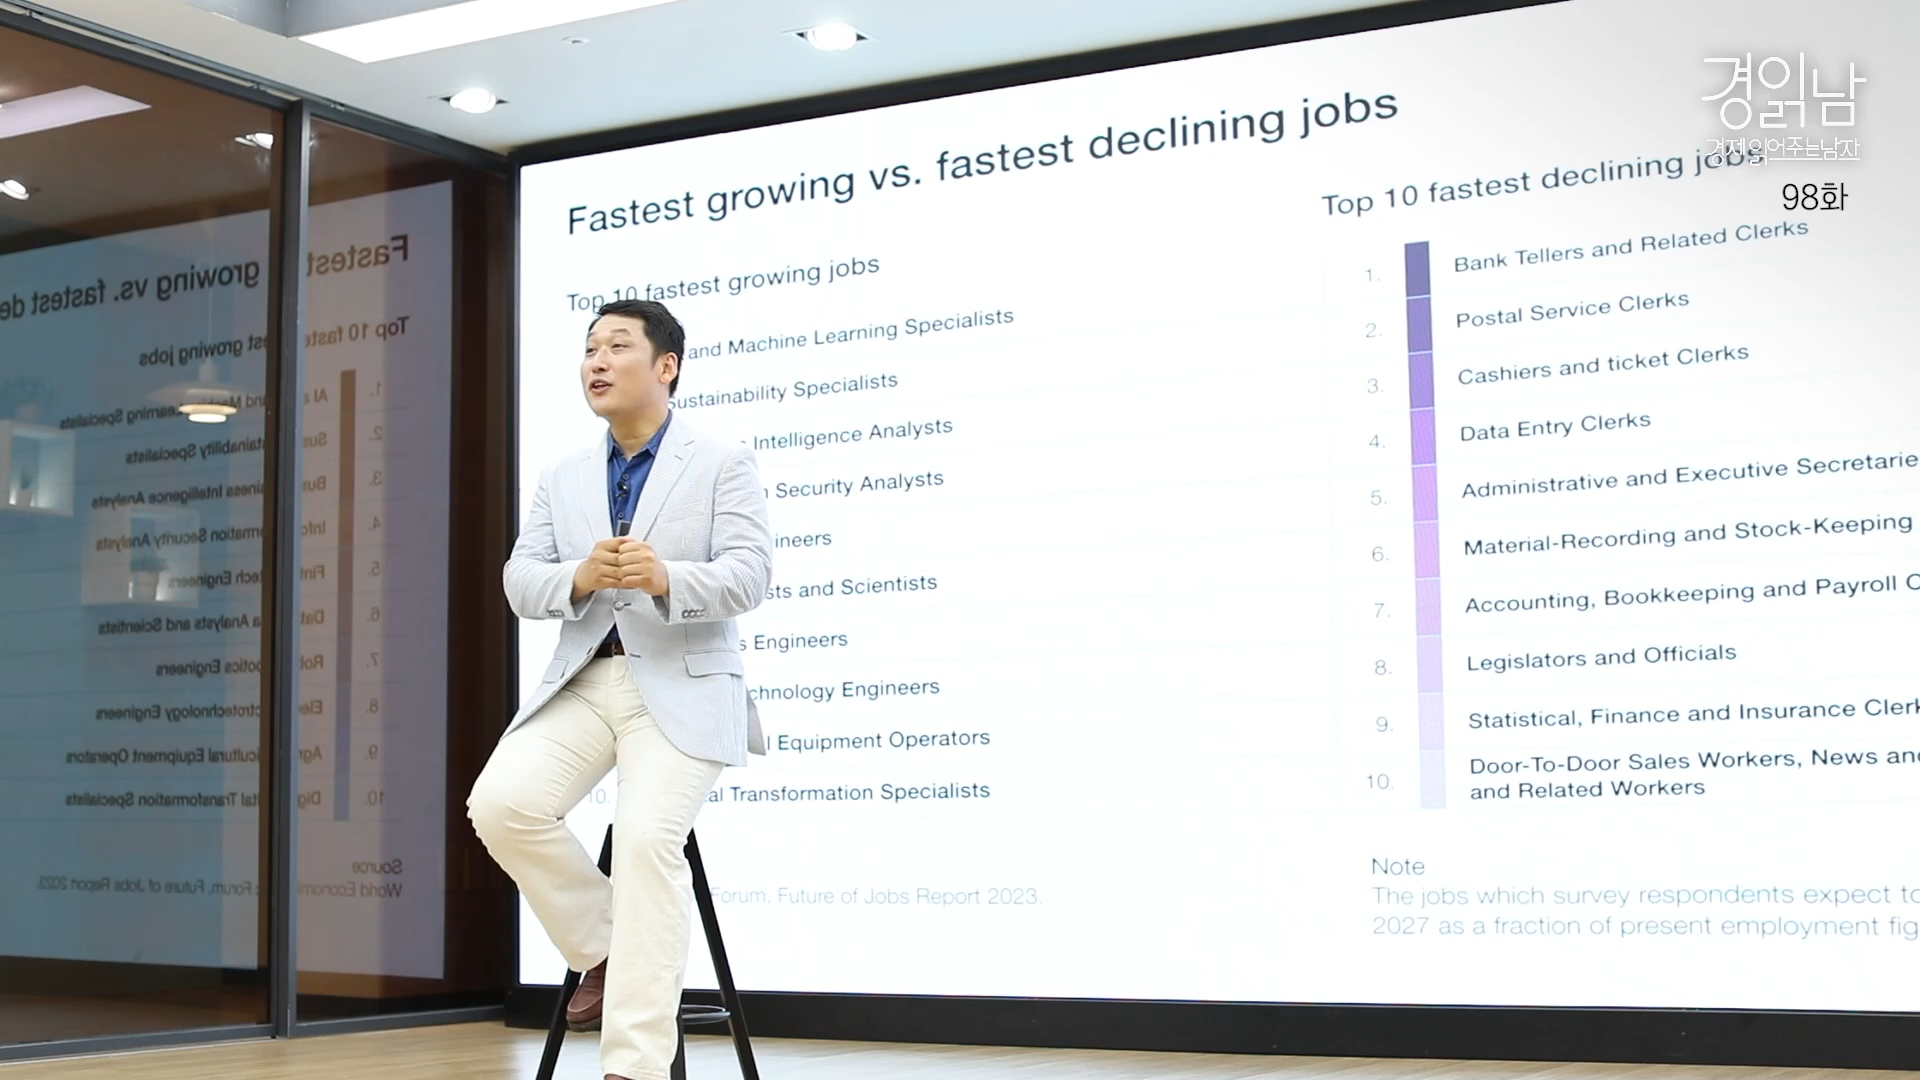 경읽남
경제 읽어주는남자
98화
Fastest growing vs. fastest declining jobs
Top 10 fastest growing jobs
and Machine Learning Specialists
Sustainability Specialists
Intelligence Analysts
Security Analysts
ineers
sts and Scientists
s Engineers
chnology Engineers
l Equipment Operators
10. al Transformation Specialists
Forum, Future of Jobs Report 2023.
Top 10 fastest declining jobs
1. Bank Tellers and Related Clerks
2. Postal Service Clerks
3. Cashiers and ticket Clerks
4. Data Entry Clerks
5. Administrative and Executive Secretarie
6. Material-Recording and Stock-Keeping
7. Accounting, Bookkeeping and Payroll C
8. Legislators and Officials
9. Statistical, Finance and Insurance Clerk
10. Door-To-Door Sales Workers, News and
and Related Workers
Note
The jobs which survey respondents expect to
2027 as a fraction of present employment fig